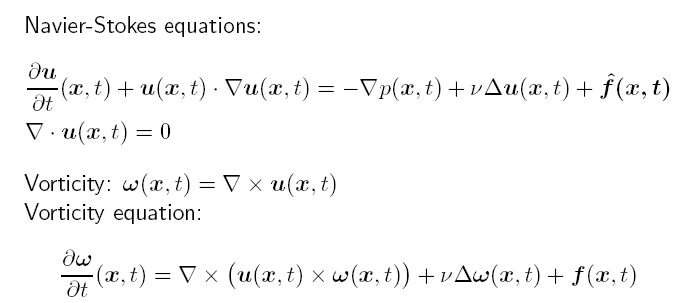 Navier-Stokes equations:
∂𝒖/∂t (𝒙, t) + 𝒖(𝒙, t) · ∇𝒖(𝒙, t) = −∇p(𝒙, t) + νΔ𝒖(𝒙, t) + 𝒇̂(𝒙, 𝒕)
∇ · 𝒖(𝒙, t) = 0
Vorticity: 𝝎(𝒙, t) = ∇ × 𝒖(𝒙, t)
Vorticity equation:
∂𝝎/∂t (𝒙, t) = ∇ × (𝒖(𝒙, t) × 𝝎(𝒙, t)) + νΔ𝝎(𝒙, t) + 𝒇(𝒙, t)